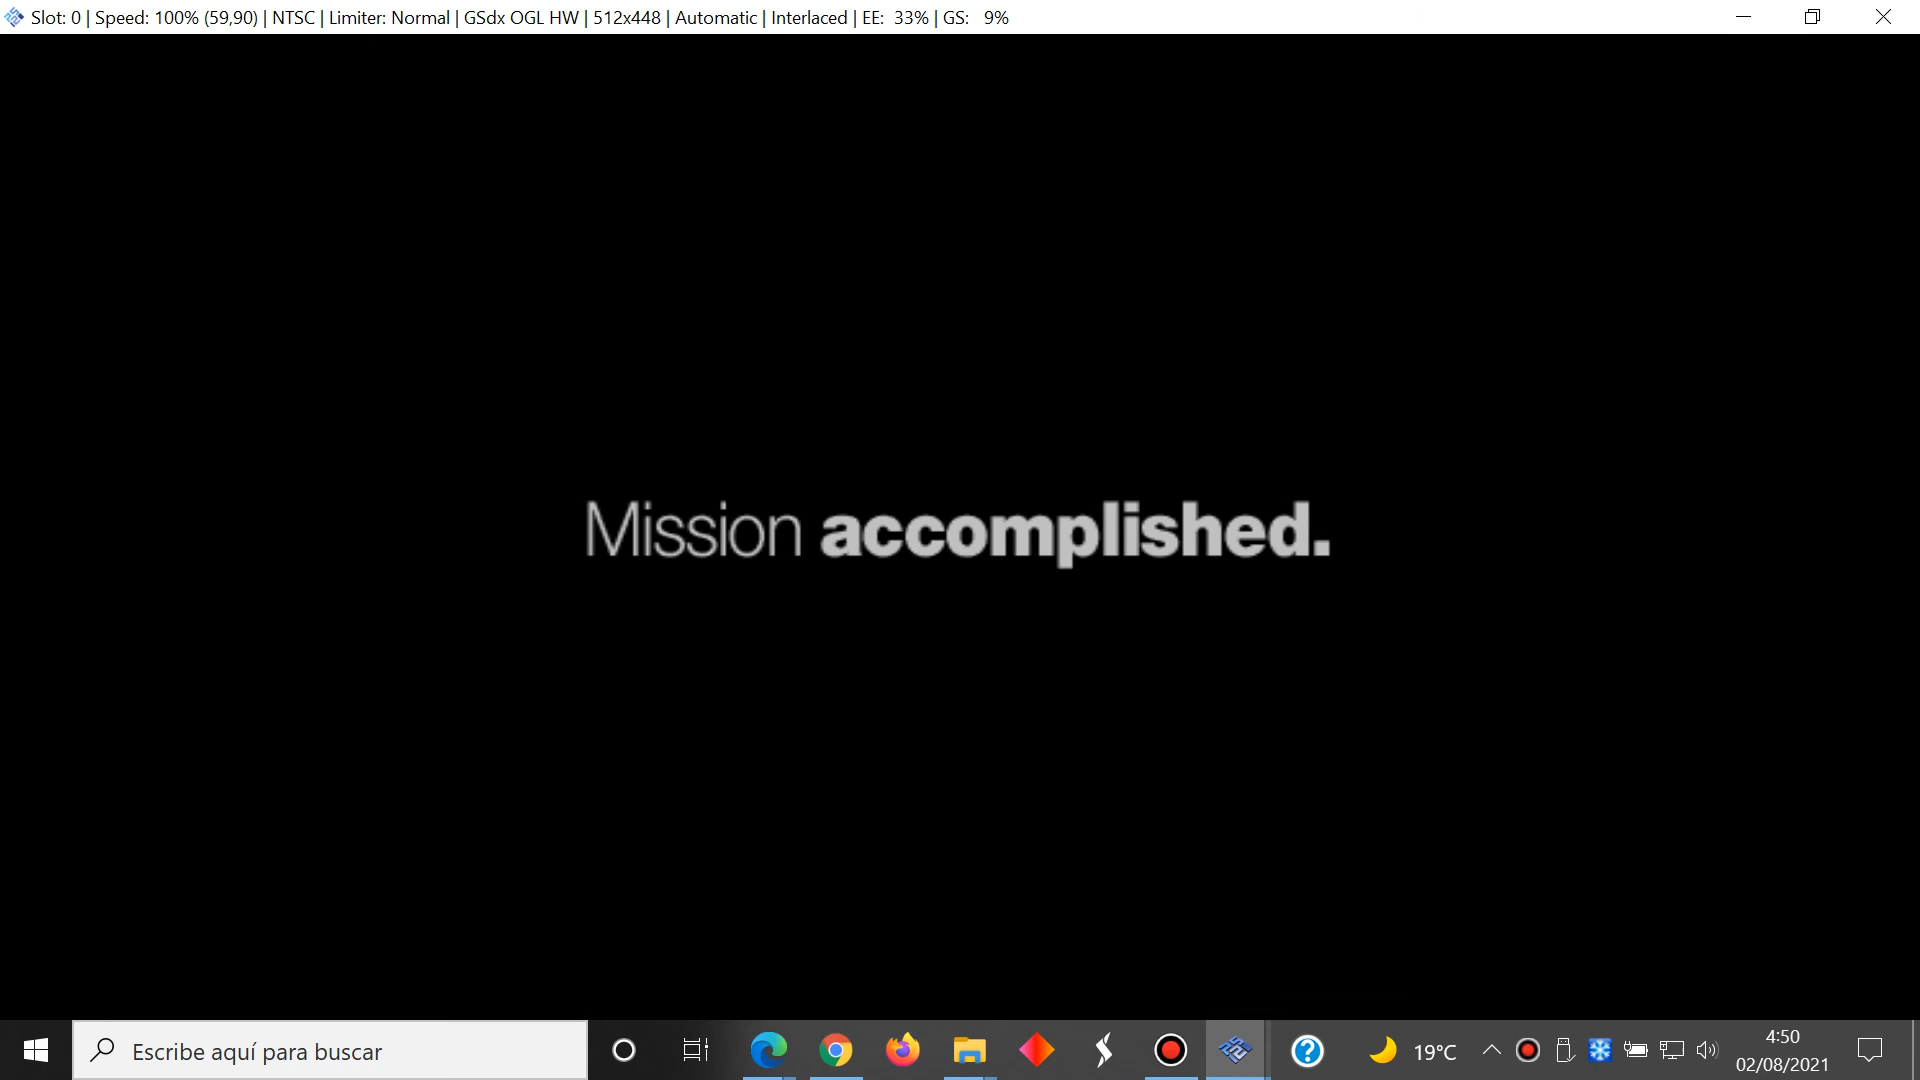 Slot: 0 | Speed: 100% (59,90) | NTSC | Limiter: Normal | GSdx OGL HW | 512x448 | Automatic | Interlaced | EE:  33% | GS:   9%
Mission accomplished.
Escribe aquí para buscar
19°C
4:50
02/08/2021